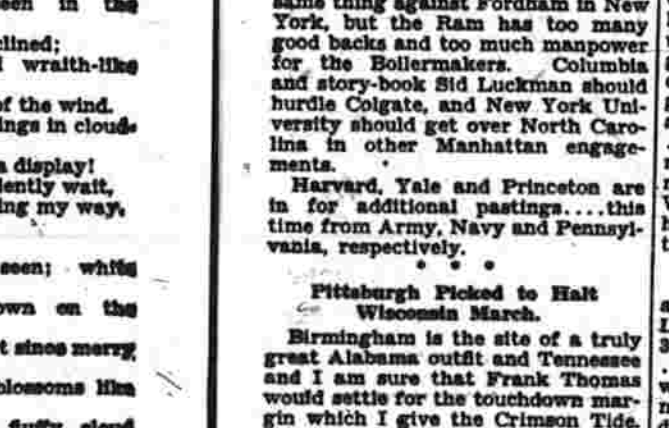 seen in the
clined;
wraith-like
of the wind.
ings in cloud-
a display!
lently wait,
ing my way.
seen; white
own on the
t since merry
blossoms like
fluffy cloud
same thing against Fordham in New
York, but the Ram has too many
good backs and too much manpower
for the Boilermakers. Columbia
and story-book Sid Luckman should
hurdle Colgate, and New York Uni-
versity should get over North Caro-
lina in other Manhattan engage-
ments.
Harvard, Yale and Princeton are
in for additional pastings....this
time from Army, Navy and Pennsyl-
vania, respectively.
* * *
Pittsburgh Picked to Halt
Wisconsin March.
Birmingham is the site of a truly
great Alabama outfit and Tennessee
and I am sure that Frank Thomas
would settle for the touchdown mar-
gin which I give the Crimson Tide.